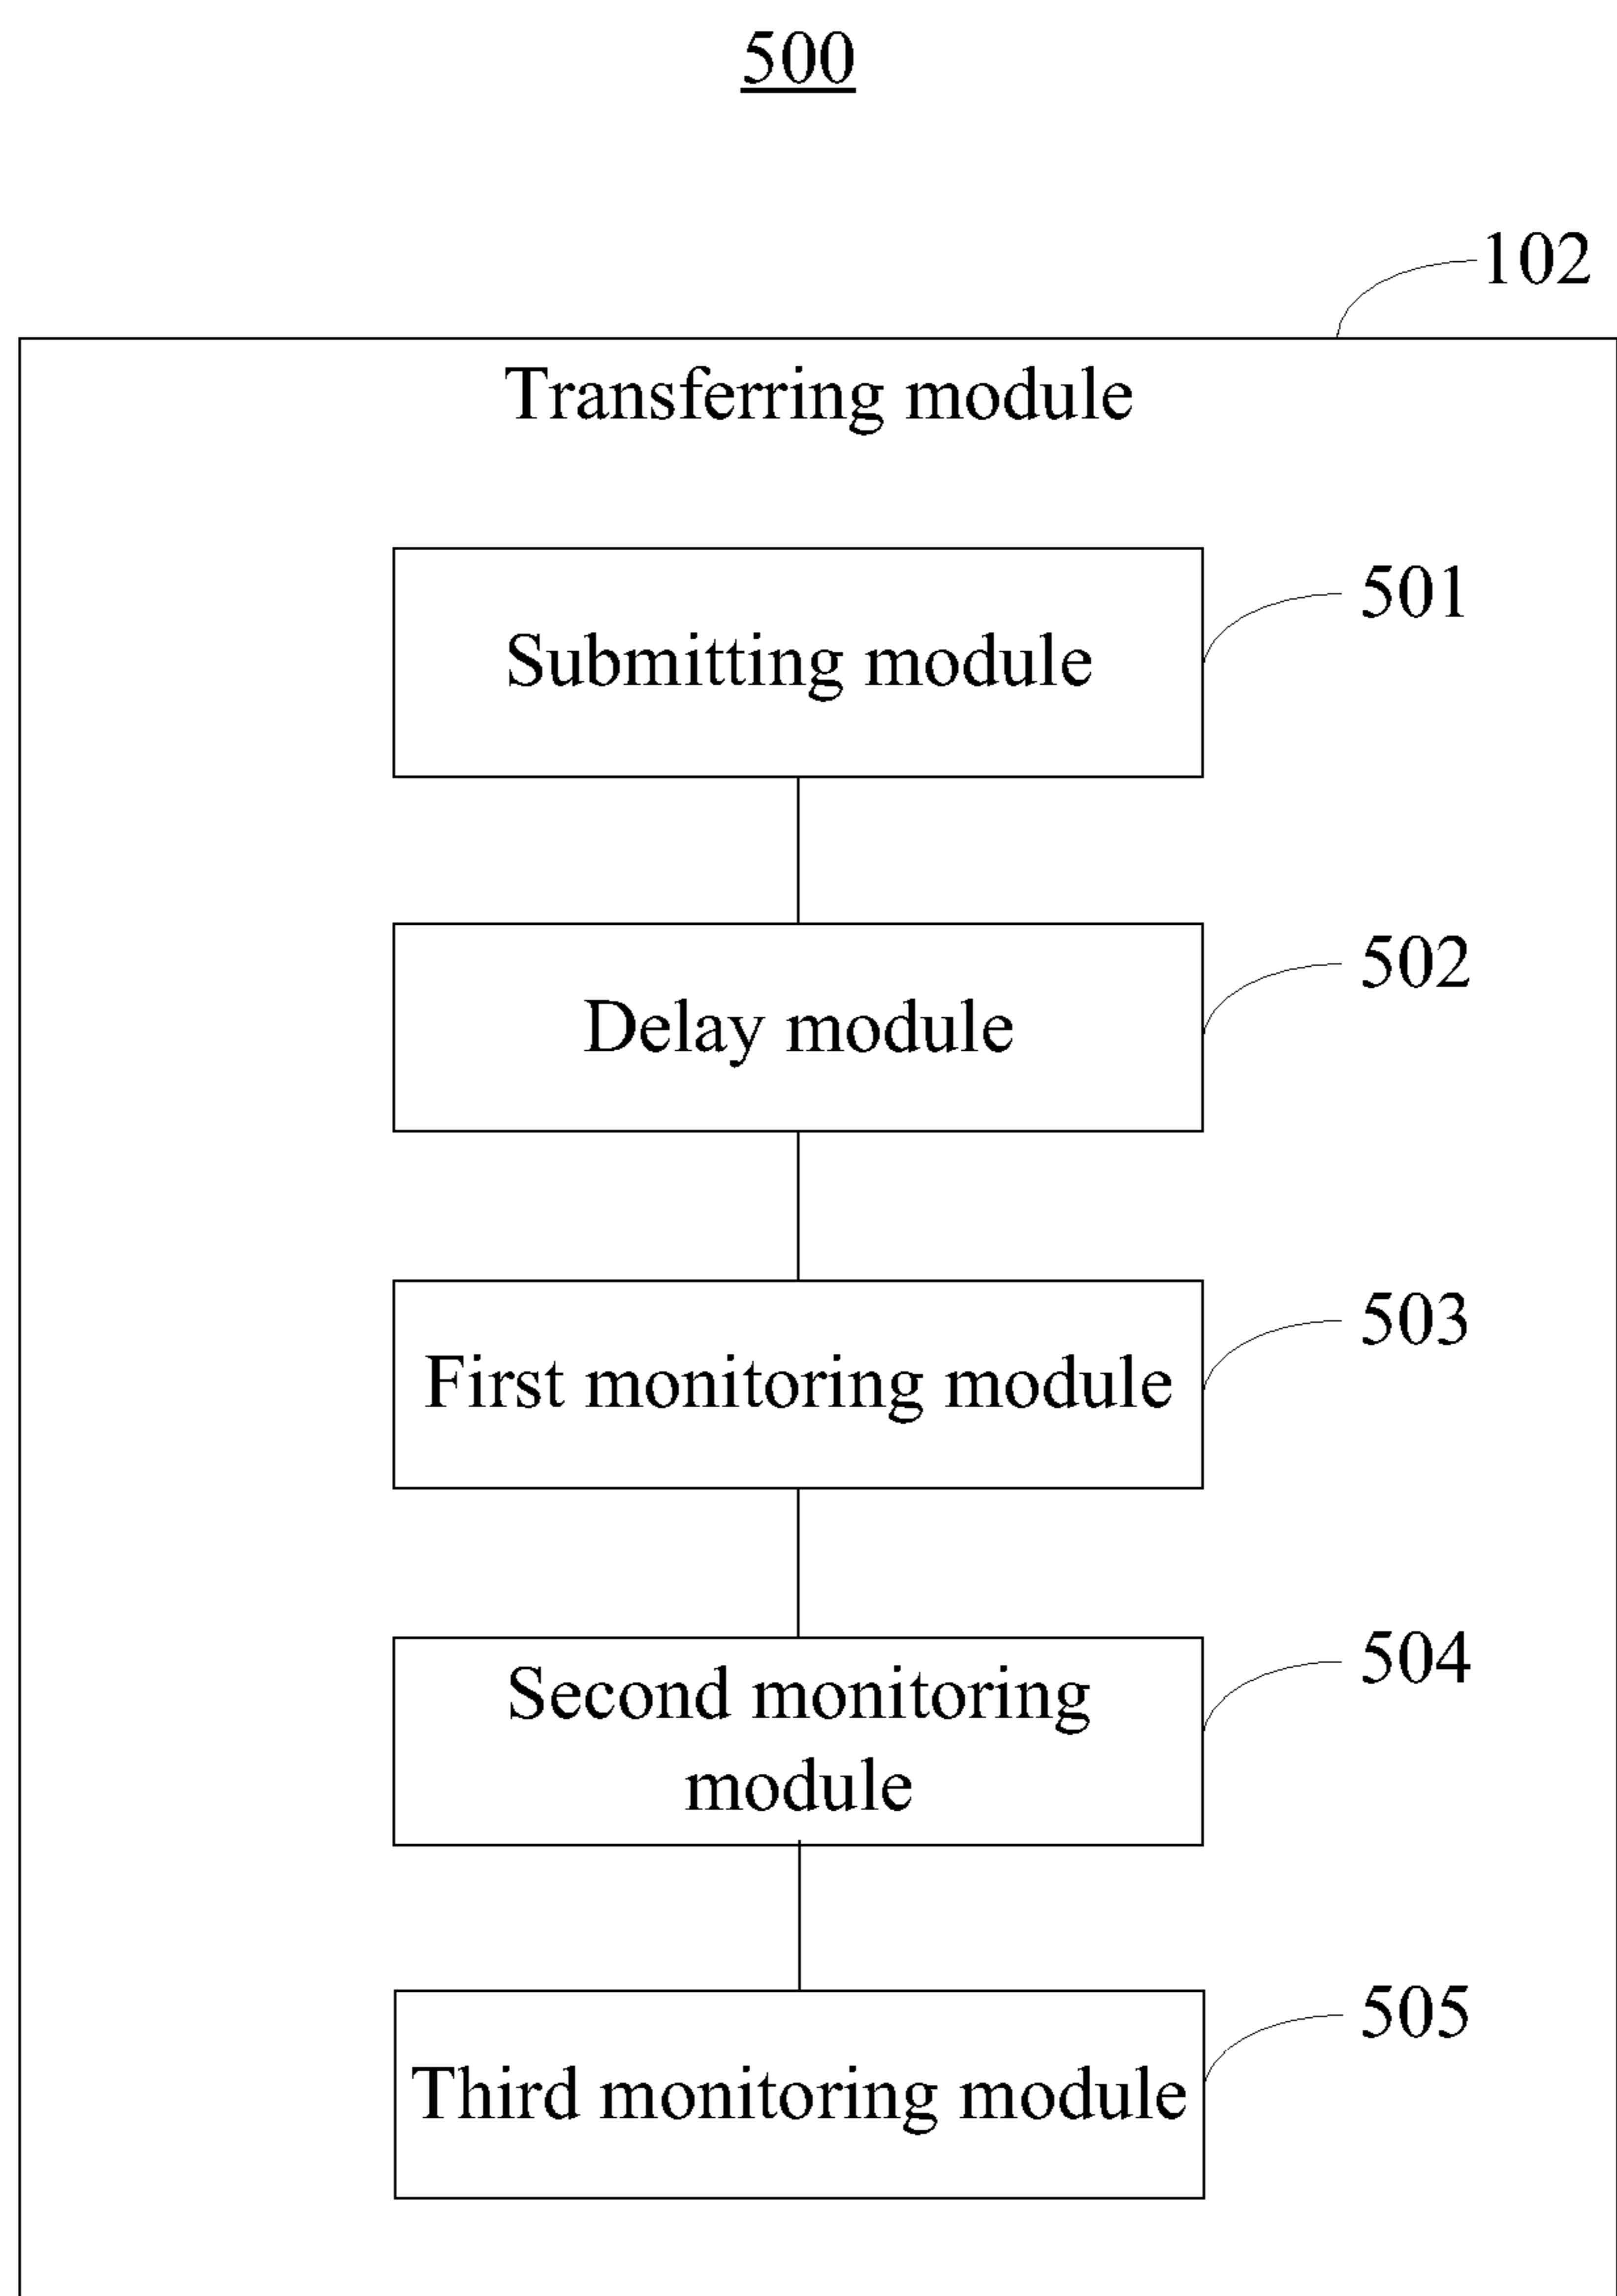 500
102
Transferring module
501
Submitting module
502
Delay module
503
First monitoring module
504
Second monitoring
module
505
Third monitoring module